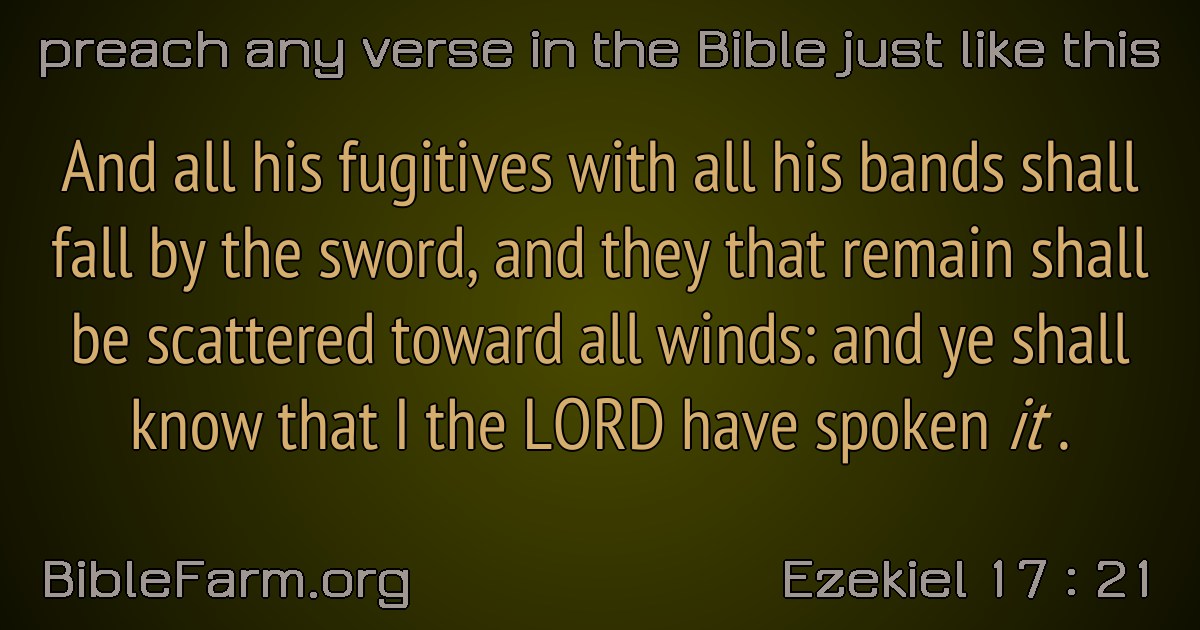 preach any verse in the Bible just like this
And all his fugitives with all his bands shall
fall by the sword, and they that remain shall
be scattered toward all winds: and ye shall
know that I the LORD have spoken it .
BibleFarm.org
Ezekiel 17 : 21